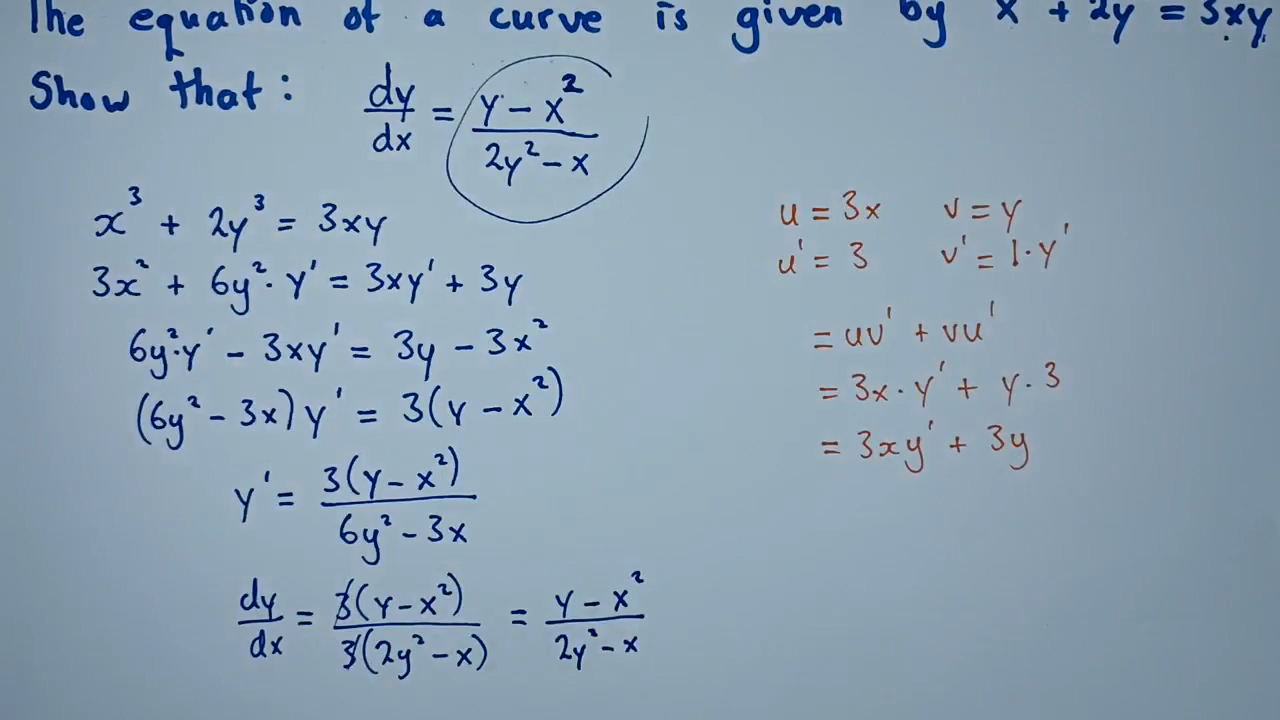 The equation of a curve is given by x + 2y = 3xy
Show that: dy/dx = (y − x²)/(2y² − x)
x³ + 2y³ = 3xy
3x² + 6y² · y' = 3xy' + 3y
6y²·y' − 3xy' = 3y − 3x²
(6y² − 3x) y' = 3(y − x²)
y' = 3(y − x²)/(6y² − 3x)
dy/dx = 3(y − x²)/3(2y² − x) = (y − x²)/(2y² − x)
u = 3x v = y
u' = 3 v' = 1 · y'
= uv' + vu'
= 3x · y' + y · 3
= 3xy' + 3y